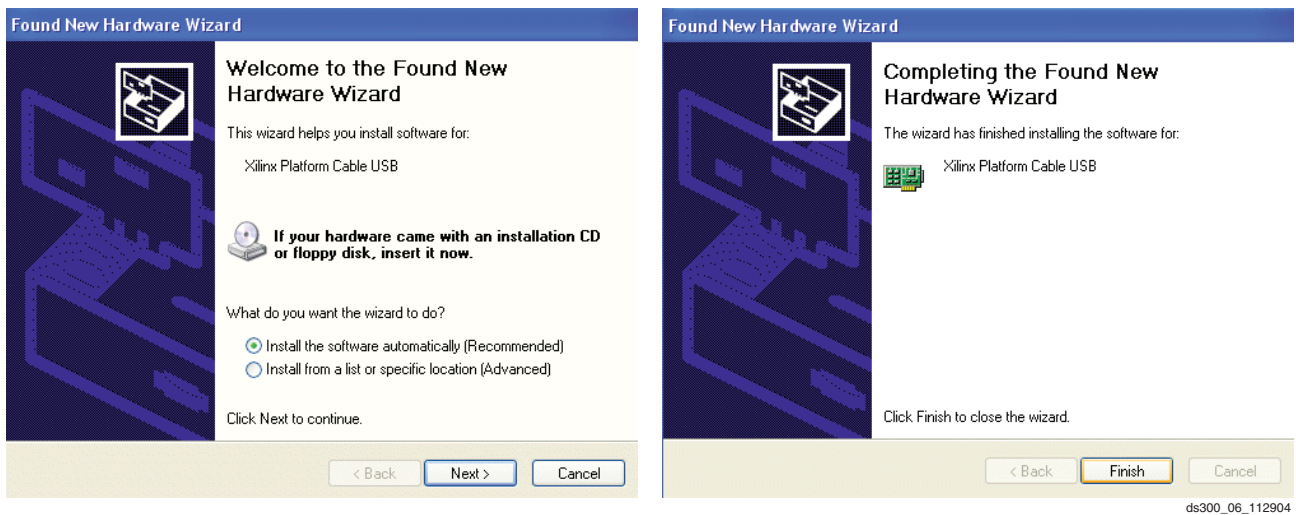 Found New Hardware Wizard
Welcome to the Found New
Hardware Wizard
This wizard helps you install software for:
Xilinx Platform Cable USB
If your hardware came with an installation CD
or floppy disk, insert it now.
What do you want the wizard to do?
Install the software automatically (Recommended)
Install from a list or specific location (Advanced)
Click Next to continue.
< Back
Next >
Cancel
Found New Hardware Wizard
Completing the Found New
Hardware Wizard
The wizard has finished installing the software for:
Xilinx Platform Cable USB
Click Finish to close the wizard.
< Back
Finish
Cancel
ds300_06_112904